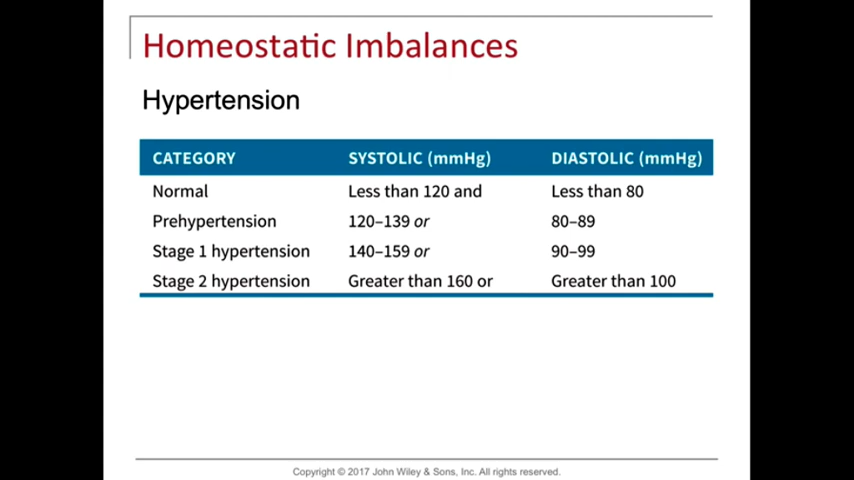 Homeostatic Imbalances
Hypertension
CATEGORY SYSTOLIC (mmHg) DIASTOLIC (mmHg)
Normal Less than 120 and Less than 80
Prehypertension 120–139 or 80–89
Stage 1 hypertension 140–159 or 90–99
Stage 2 hypertension Greater than 160 or Greater than 100
Copyright © 2017 John Wiley & Sons, Inc. All rights reserved.